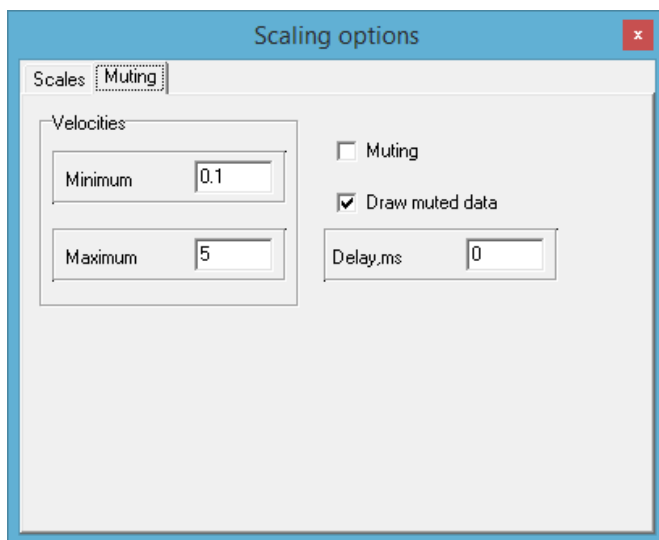 Scaling options
x
Scales Muting
Velocities
Minimum 0.1
Maximum 5
Muting
Draw muted data
Delay,ms 0